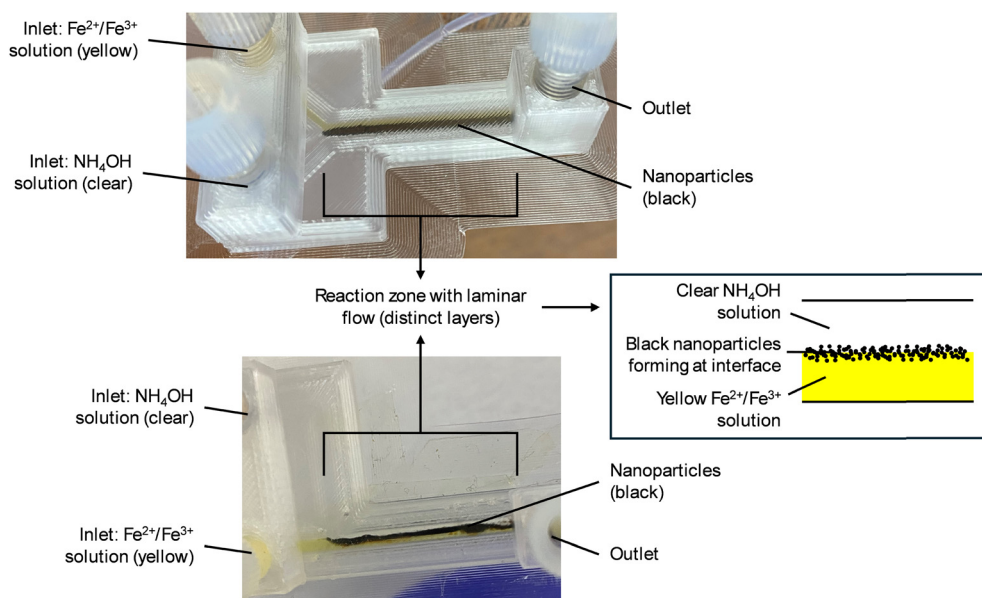 Inlet: Fe²⁺/Fe³⁺
solution (yellow)
Inlet: NH₄OH
solution (clear)
Outlet
Nanoparticles
(black)
Reaction zone with laminar
flow (distinct layers)
Clear NH₄OH
solution
Black nanoparticles
forming at interface
Yellow Fe²⁺/Fe³⁺
solution
Inlet: NH₄OH
solution (clear)
Inlet: Fe²⁺/Fe³⁺
solution (yellow)
Nanoparticles
(black)
Outlet